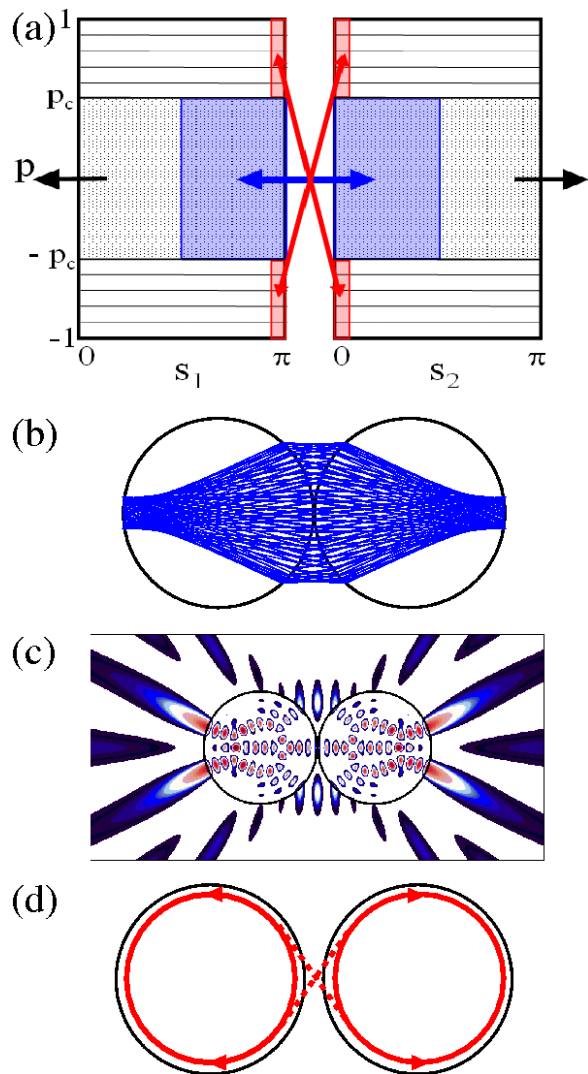 (a)
1
p_c
p
- p_c
-1
0 π 0 π
s_1 s_2
(b)
(c)
(d)